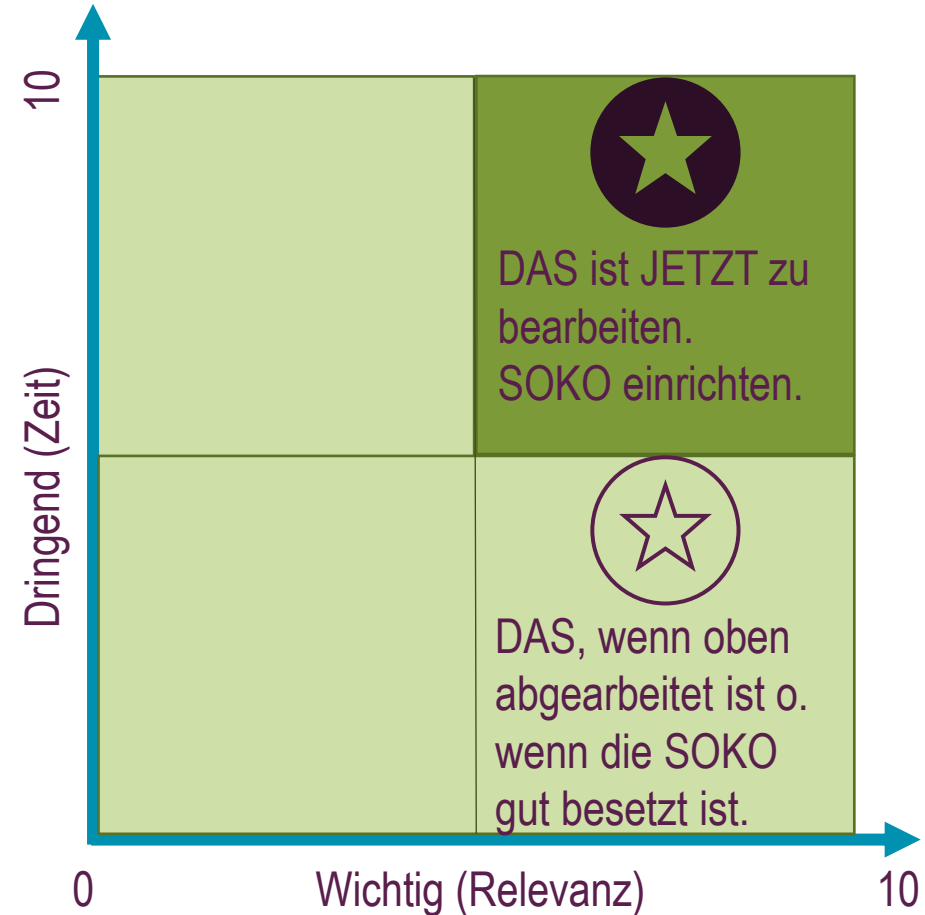 10
DAS ist JETZT zu
bearbeiten.
SOKO einrichten.
Dringend (Zeit)
DAS, wenn oben
abgearbeitet ist o.
wenn die SOKO
gut besetzt ist.
0
Wichtig (Relevanz)
10